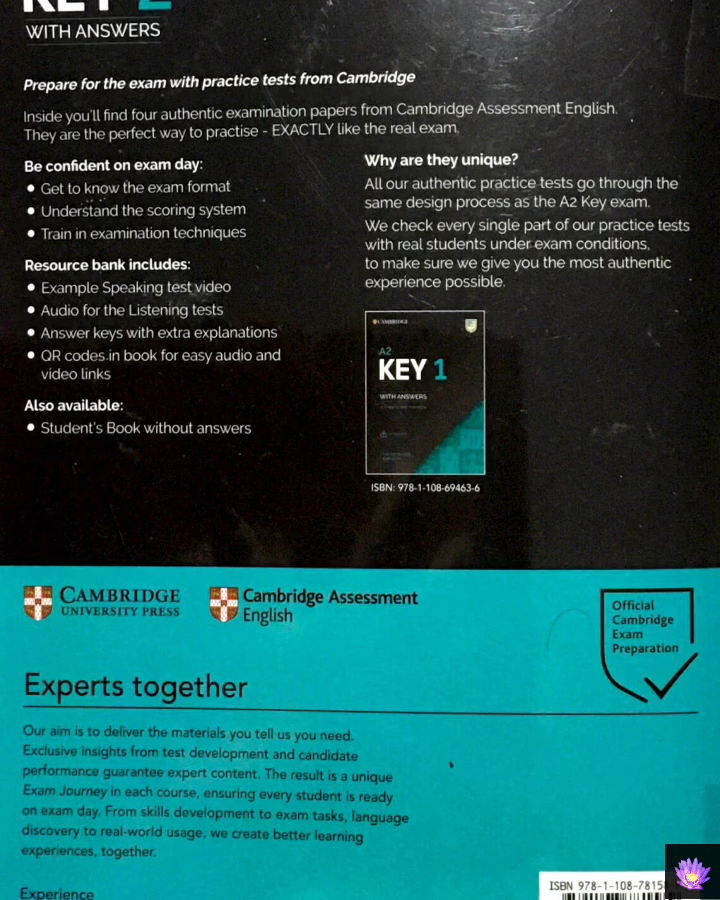 KEY 2
WITH ANSWERS
Prepare for the exam with practice tests from Cambridge
Inside you'll find four authentic examination papers from Cambridge Assessment English.
They are the perfect way to practise - EXACTLY like the real exam.
Be confident on exam day:
• Get to know the exam format
• Understand the scoring system
• Train in examination techniques
Resource bank includes:
• Example Speaking test video
• Audio for the Listening tests
• Answer keys with extra explanations
• QR codes in book for easy audio and
video links
Also available:
• Student's Book without answers
Why are they unique?
All our authentic practice tests go through the
same design process as the A2 Key exam.
We check every single part of our practice tests
with real students under exam conditions,
to make sure we give you the most authentic
experience possible.
CAMBRIDGE
A2
KEY 1
WITH ANSWERS
ISBN: 978-1-108-69463-6
CAMBRIDGE
UNIVERSITY PRESS
Cambridge Assessment
English
Official
Cambridge
Exam
Preparation
Experts together
Our aim is to deliver the materials you tell us you need.
Exclusive insights from test development and candidate
performance guarantee expert content. The result is a unique
Exam Journey in each course, ensuring every student is ready
on exam day. From skills development to exam tasks, language
discovery to real-world usage, we create better learning
experiences, together.
Experience
ISBN 978-1-108-7815